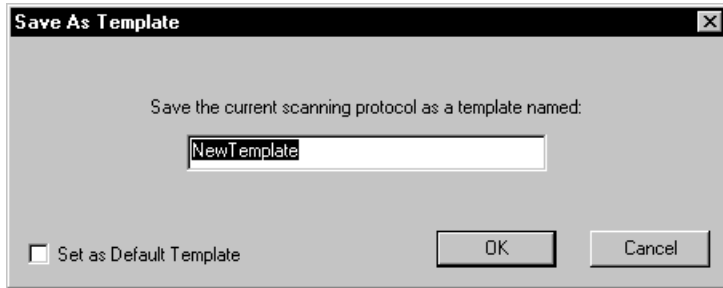 Save As Template
Save the current scanning protocol as a template named:
NewTemplate
Set as Default Template
OK
Cancel